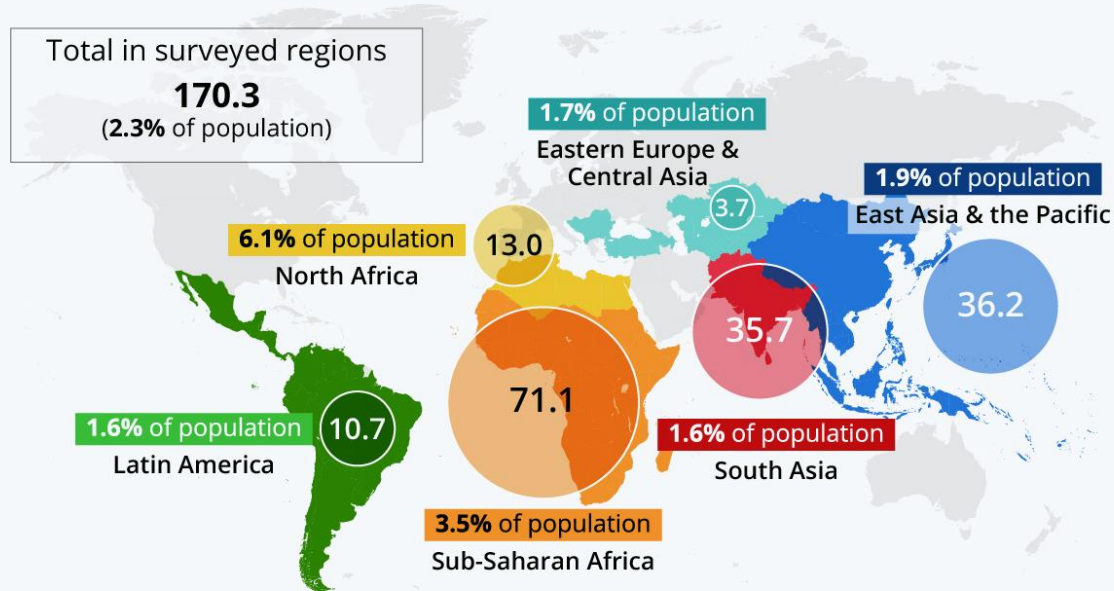 Total in surveyed regions
170.3
(2.3% of population)
1.7% of population
Eastern Europe &
Central Asia
3.7
1.9% of population
East Asia & the Pacific
36.2
6.1% of population
North Africa
13.0
35.7
1.6% of population
South Asia
71.1
3.5% of population
Sub-Saharan Africa
1.6% of population
Latin America
10.7